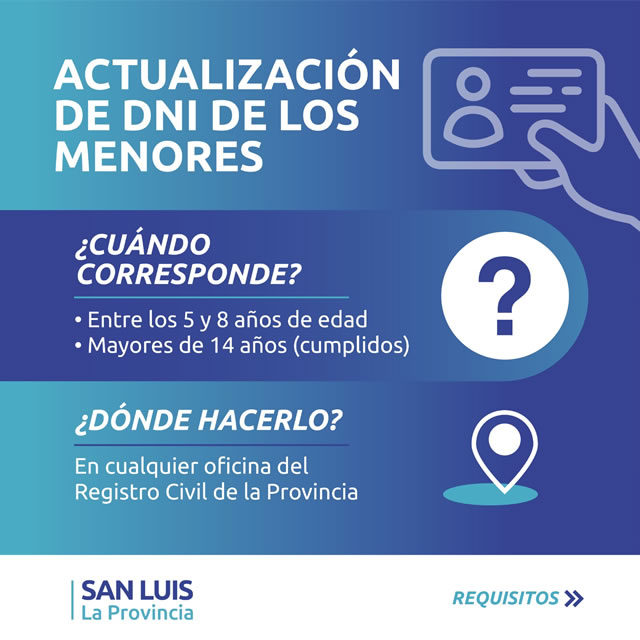 ACTUALIZACIÓN
DE DNI DE LOS
MENORES
¿CUÁNDO
CORRESPONDE?
?
• Entre los 5 y 8 años de edad
• Mayores de 14 años (cumplidos)
¿DÓNDE HACERLO?
En cualquier oficina del
Registro Civil de la Provincia
SAN LUIS
La Provincia
REQUISITOS »